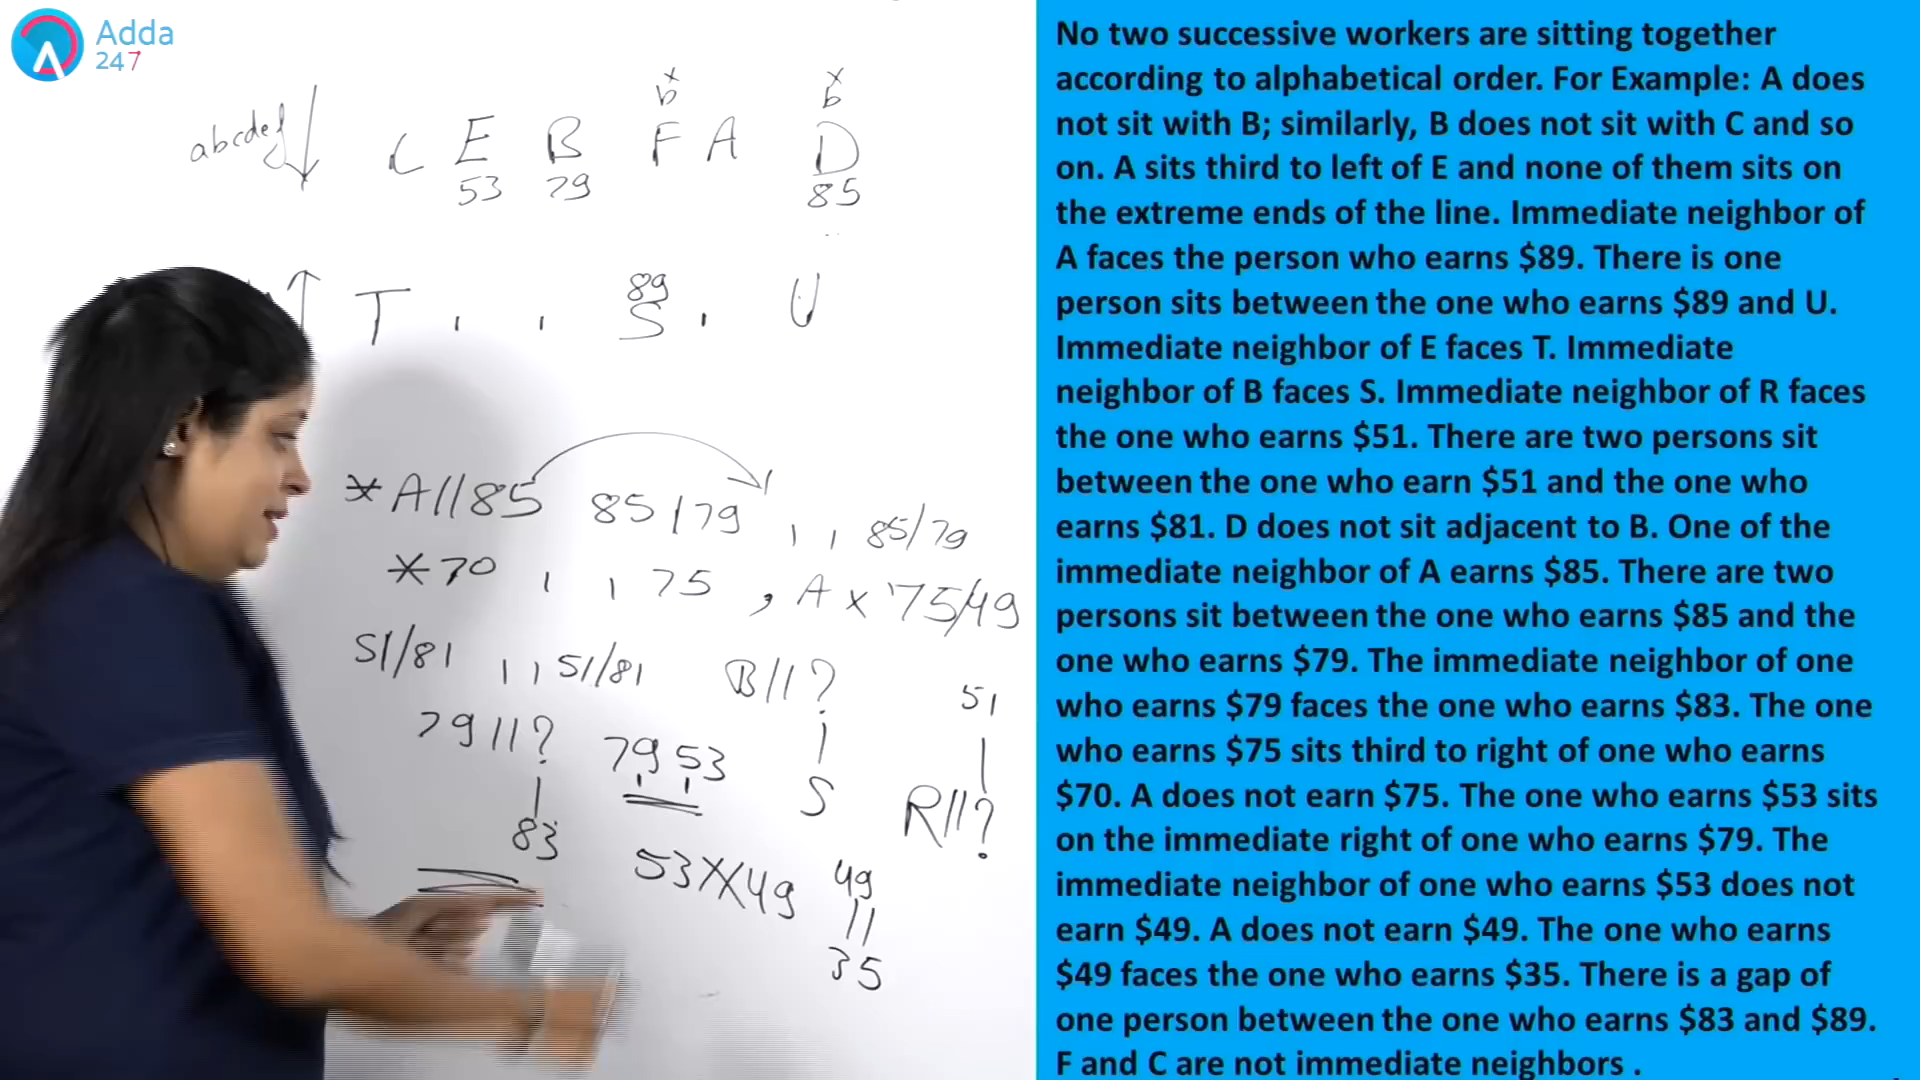 Adda
247
abcdef
x x
b b
C E B F A D
53 79 85
89
T S U
*A//85 85/79 , , 85/79
*70 , , 75 , A x 75/49
51/81 , , 51/81 B//? 51
79//? 79 53
S R//?
83
53XX49 49
35
No two successive workers are sitting together
according to alphabetical order. For Example: A does
not sit with B; similarly, B does not sit with C and so
on. A sits third to left of E and none of them sits on
the extreme ends of the line. Immediate neighbor of
A faces the person who earns $89. There is one
person sits between the one who earns $89 and U.
Immediate neighbor of E faces T. Immediate
neighbor of B faces S. Immediate neighbor of R faces
the one who earns $51. There are two persons sit
between the one who earn $51 and the one who
earns $81. D does not sit adjacent to B. One of the
immediate neighbor of A earns $85. There are two
persons sit between the one who earns $85 and the
one who earns $79. The immediate neighbor of one
who earns $79 faces the one who earns $83. The one
who earns $75 sits third to right of one who earns
$70. A does not earn $75. The one who earns $53 sits
on the immediate right of one who earns $79. The
immediate neighbor of one who earns $53 does not
earn $49. A does not earn $49. The one who earns
$49 faces the one who earns $35. There is a gap of
one person between the one who earns $83 and $89.
F and C are not immediate neighbors .